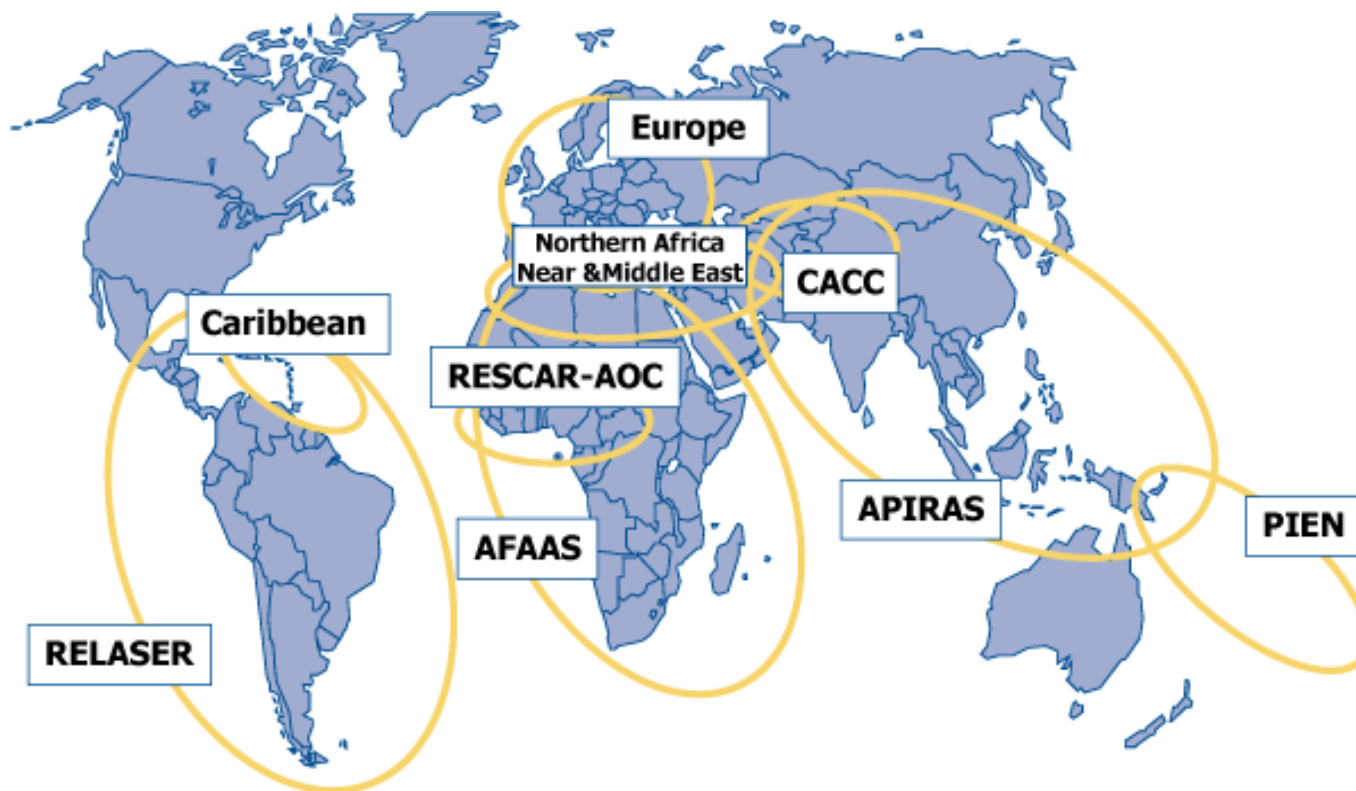 Europe
Northern Africa
Near &Middle East
CACC
Caribbean
RESCAR-AOC
APIRAS
PIEN
AFAAS
RELASER